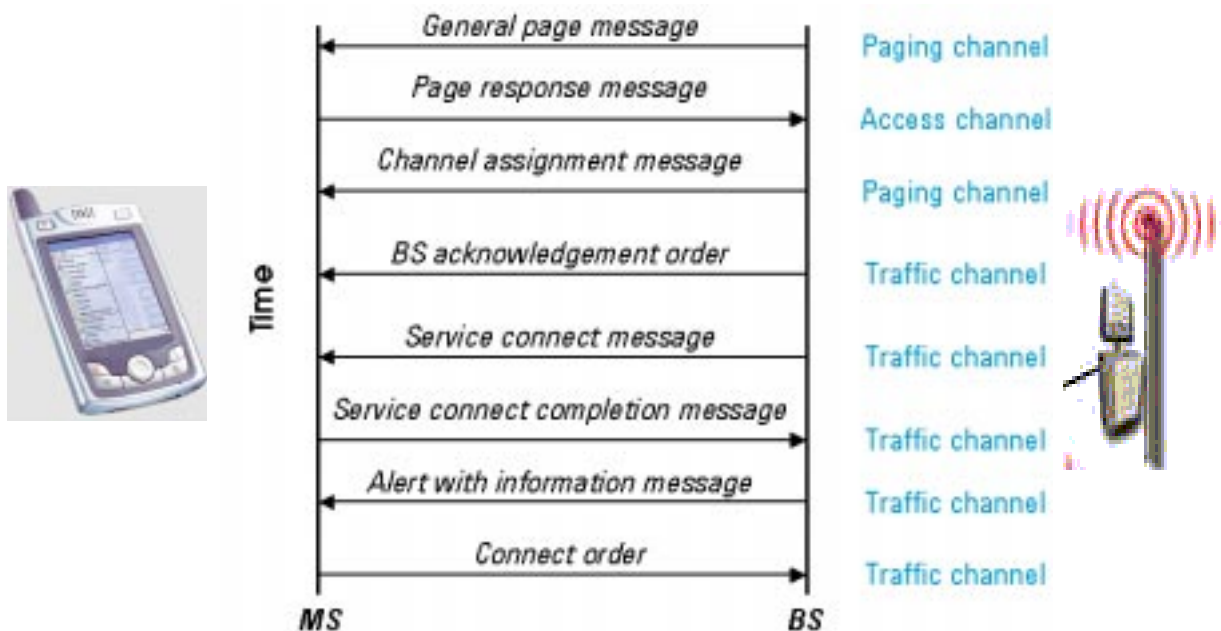 General page message
Paging channel
Page response message
Access channel
Channel assignment message
Paging channel
BS acknowledgement order
Traffic channel
Time
Service connect message
Traffic channel
Service connect completion message
Traffic channel
Alert with information message
Traffic channel
Connect order
Traffic channel
MS
BS